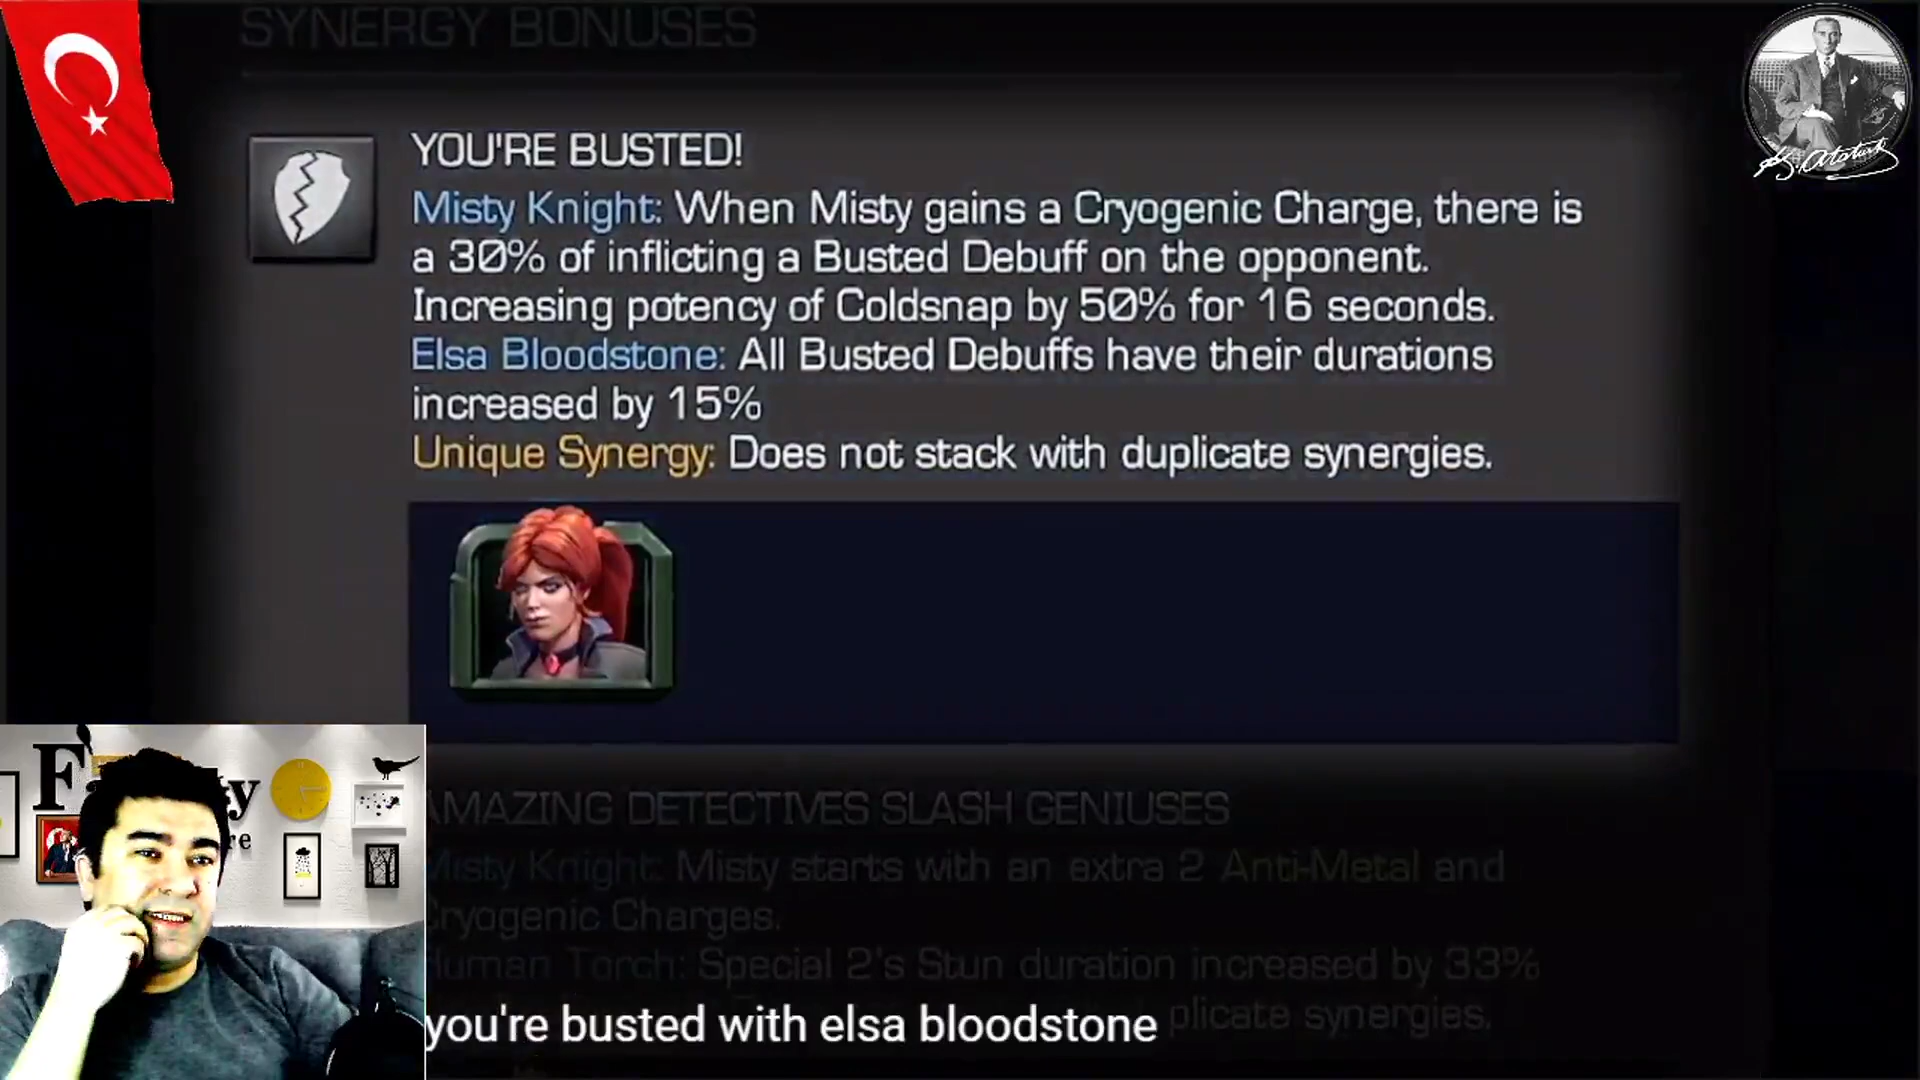 SYNERGY BONUSES
YOU'RE BUSTED!
Misty Knight: When Misty gains a Cryogenic Charge, there is
a 30% of inflicting a Busted Debuff on the opponent.
Increasing potency of Coldsnap by 50% for 16 seconds.
Elsa Bloodstone: All Busted Debuffs have their durations
increased by 15%
Unique Synergy: Does not stack with duplicate synergies.
AMAZING DETECTIVES SLASH GENIUSES
Misty Knight: Misty starts with an extra 2 Anti-Metal and
Cryogenic Charges.
Human Torch: Special 2's Stun duration increased by 33%
plicate synergies.
you're busted with elsa bloodstone